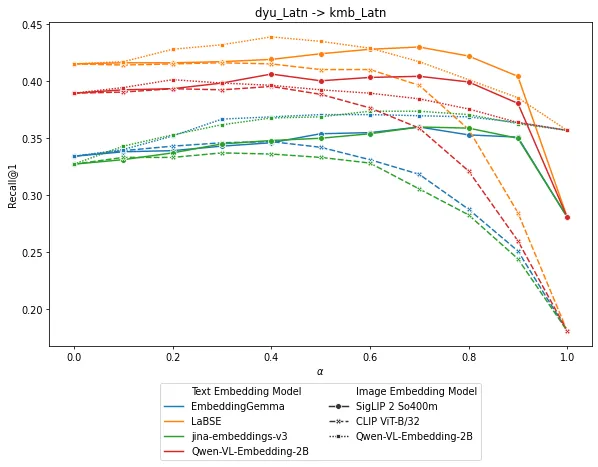 dyu_Latn -> kmb_Latn
Recall@1
0.45
0.40
0.35
0.30
0.25
0.20
0.0 0.2 0.4 0.6 0.8 1.0
α
Text Embedding Model
EmbeddingGemma
LaBSE
jina-embeddings-v3
Qwen-VL-Embedding-2B
Image Embedding Model
SigLIP 2 So400m
CLIP ViT-B/32
Qwen-VL-Embedding-2B